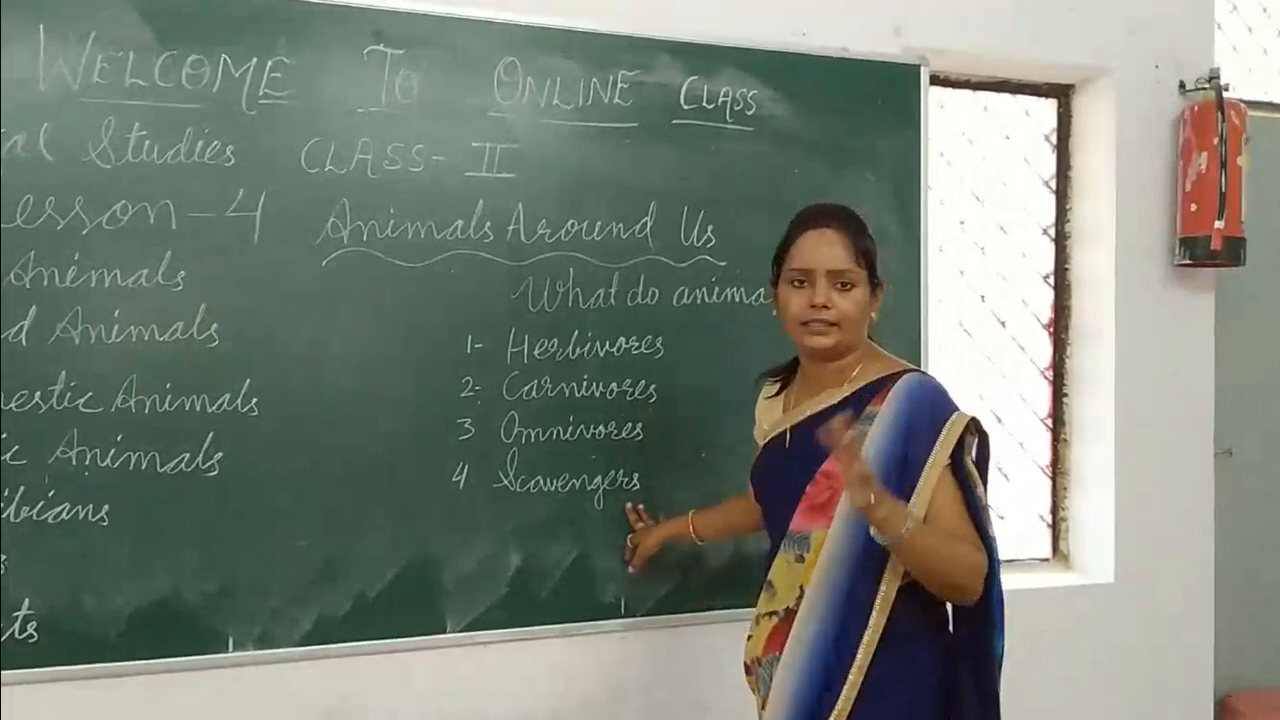 WELCOME To ONLINE CLASS
al Studies CLASS- II
esson-4 Animals Around Us
Animals
What do anima
d Animals
1- Herbivores
2- Carnivores
estic Animals
3 Omnivores
c Animals
4 Scavengers
ibians
ts